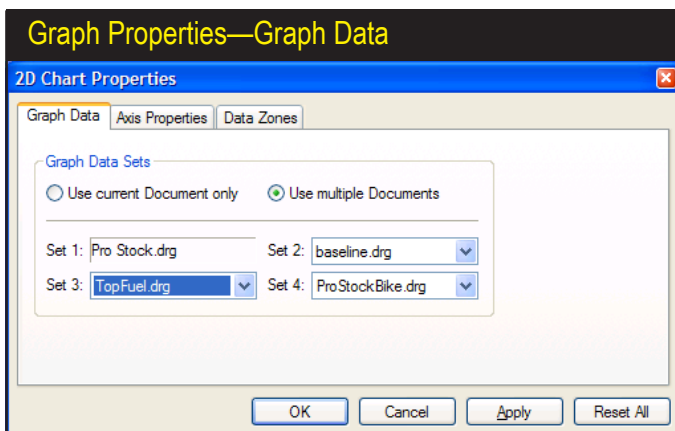 Graph Properties—Graph Data
2D Chart Properties
Graph Data Axis Properties Data Zones
Graph Data Sets
Use current Document only Use multiple Documents
Set 1: Pro Stock.drg Set 2: baseline.drg
Set 3: TopFuel.drg Set 4: ProStockBike.drg
OK Cancel Apply Reset All